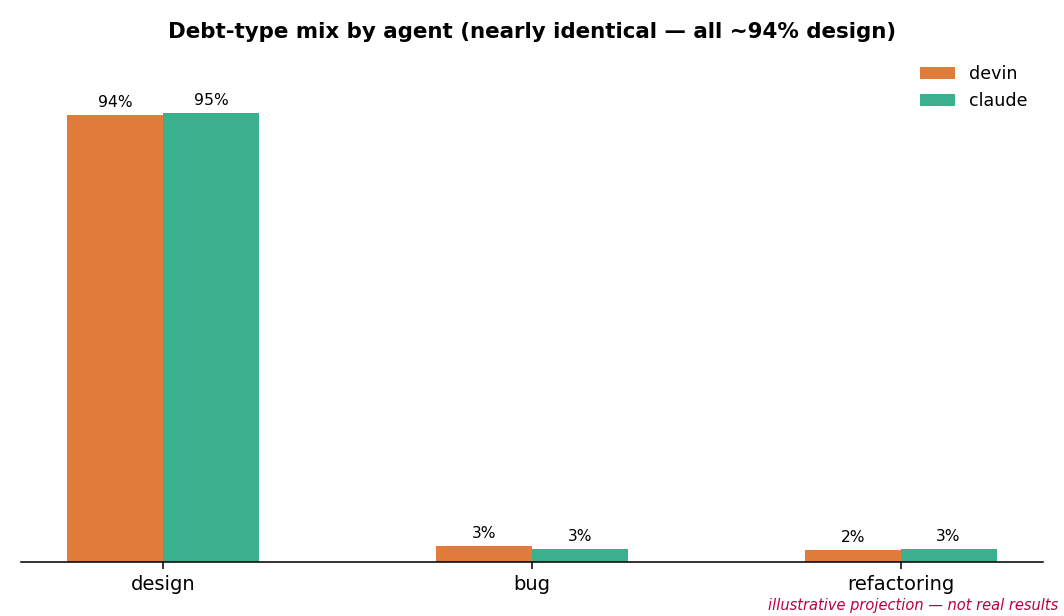 Debt-type mix by agent (nearly identical — all ~94% design)
devin
claude
94%
95%
3%
3%
2%
3%
design
bug
refactoring
illustrative projection — not real results